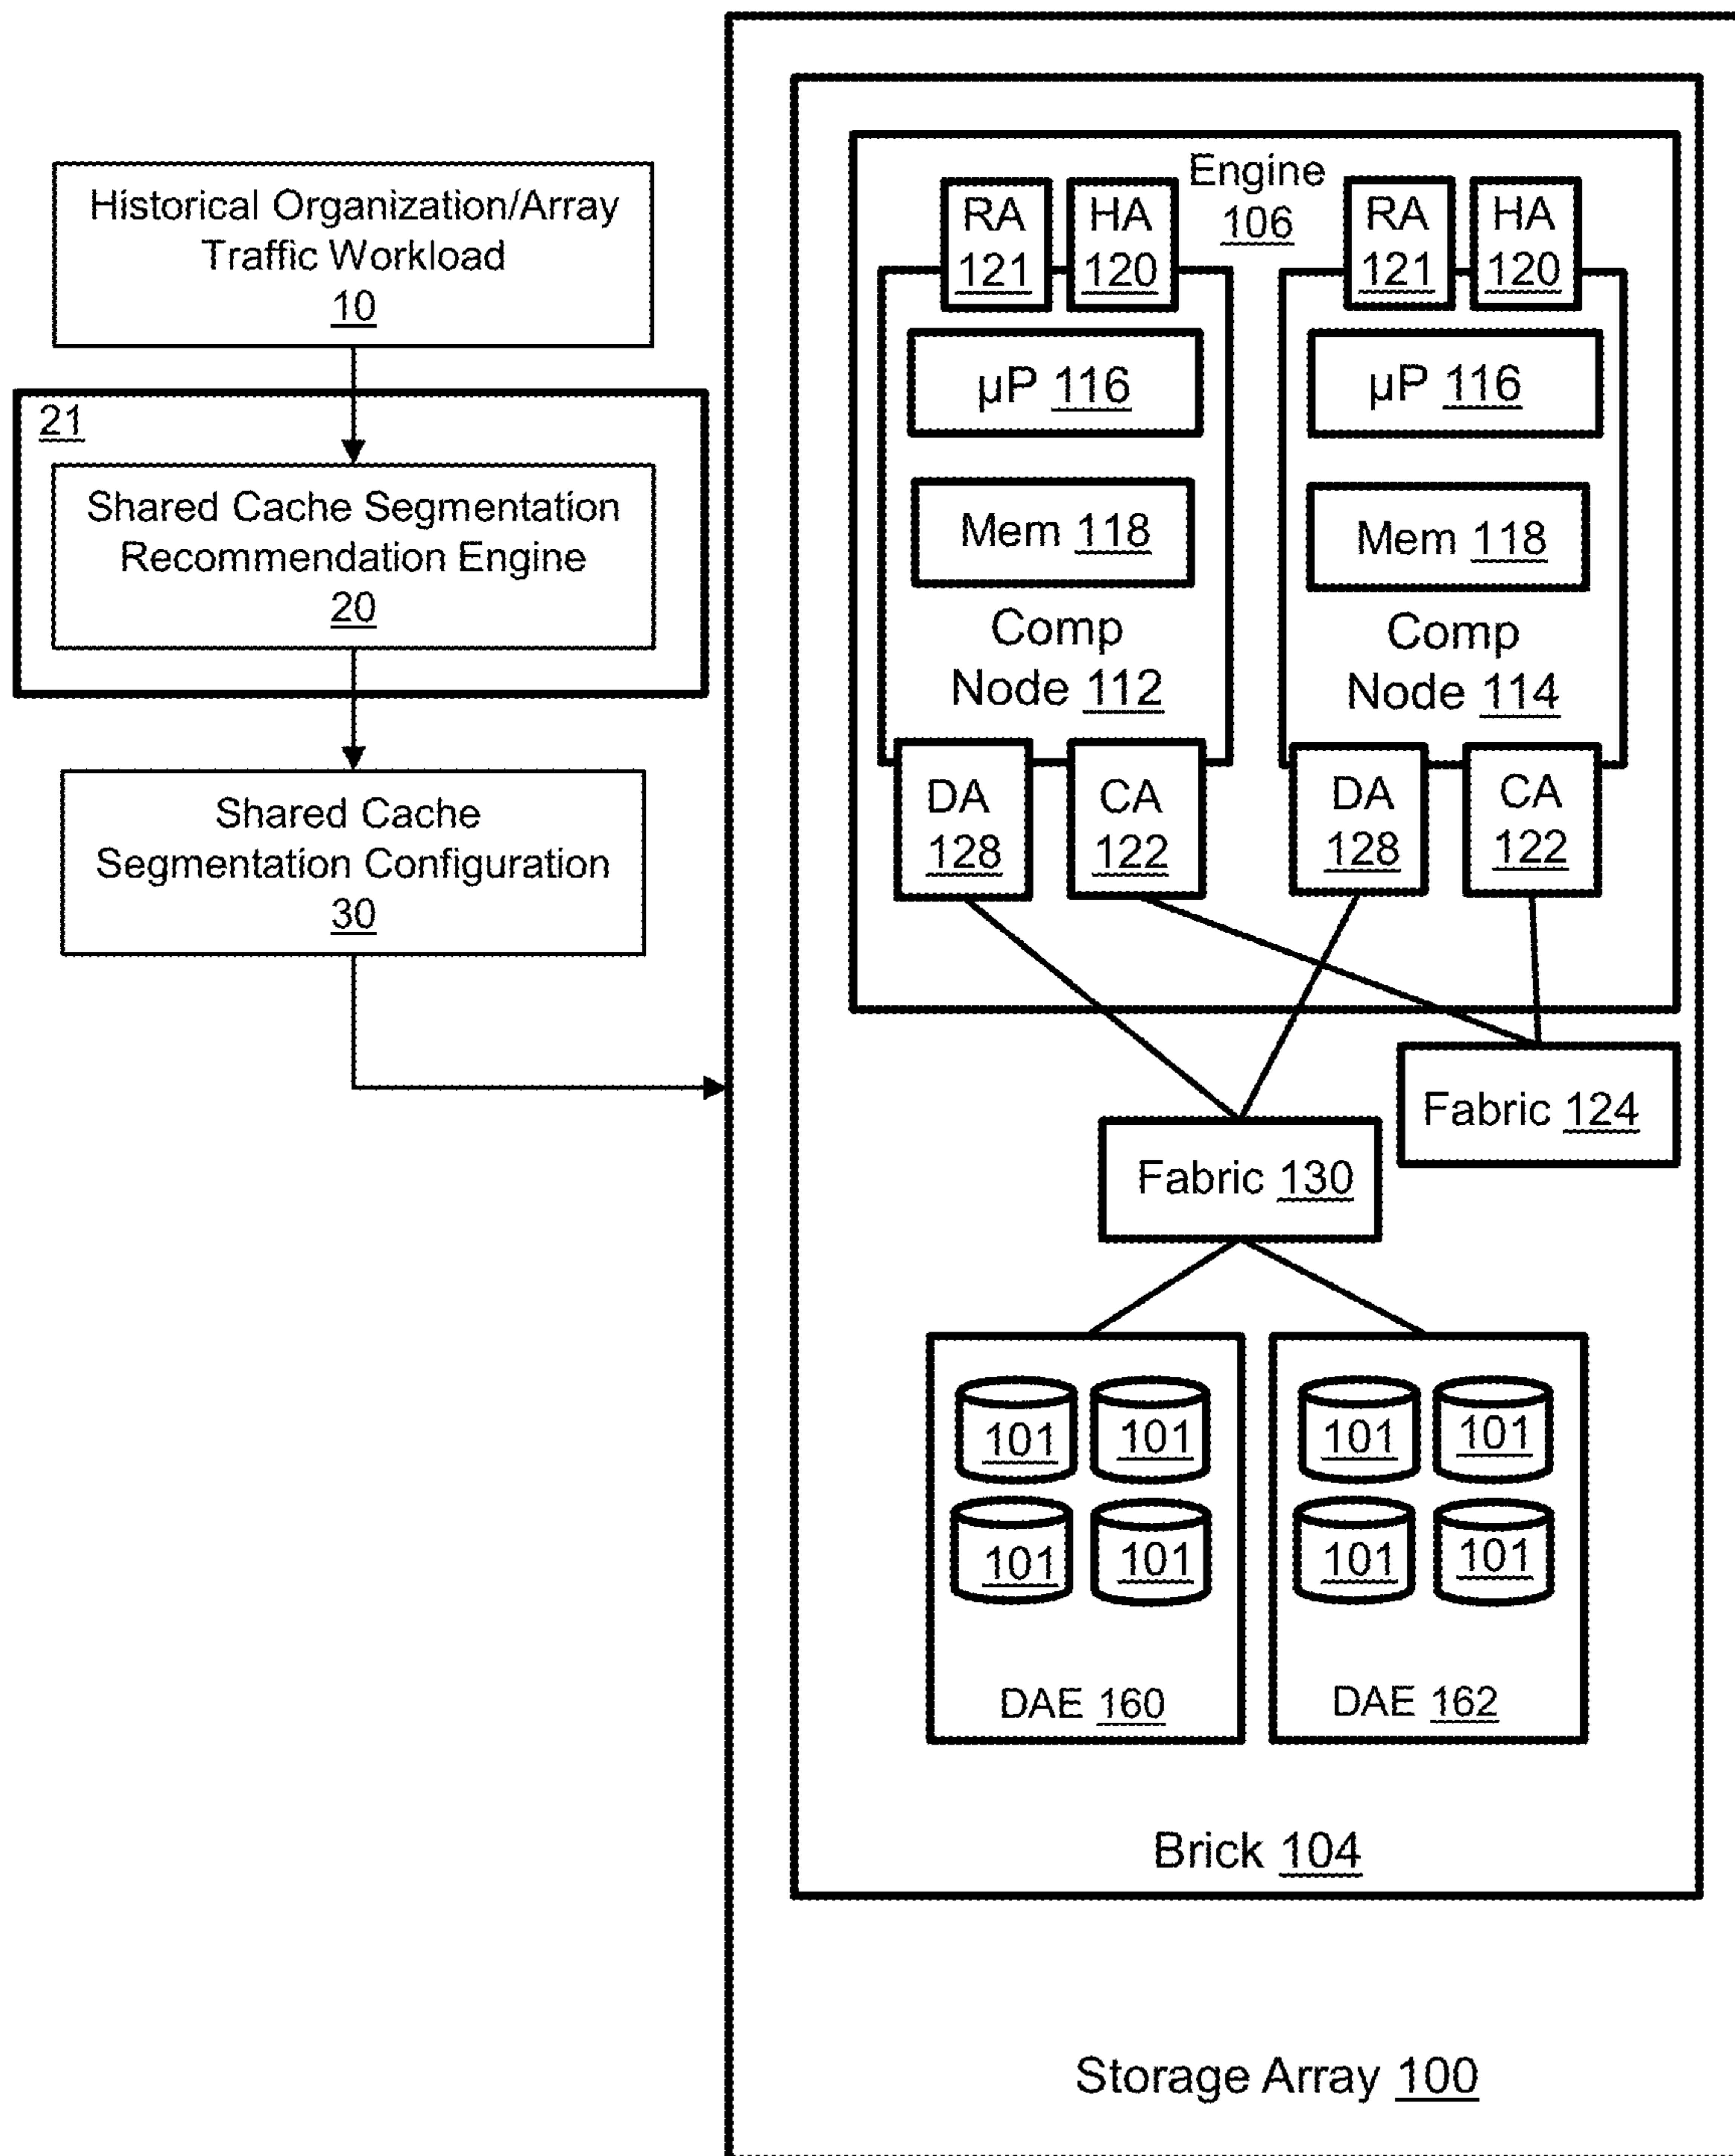 Historical Organization/Array
Traffic Workload
10
21
Shared Cache Segmentation
Recommendation Engine
20
Shared Cache
Segmentation Configuration
30
Engine
106
RA
121
HA
120
RA
121
HA
120
µP 116
µP 116
Mem 118
Mem 118
Comp
Node 112
Comp
Node 114
DA
128
CA
122
DA
128
CA
122
Fabric 124
Fabric 130
101
101
101
101
DAE 160
101
101
101
101
DAE 162
Brick 104
Storage Array 100